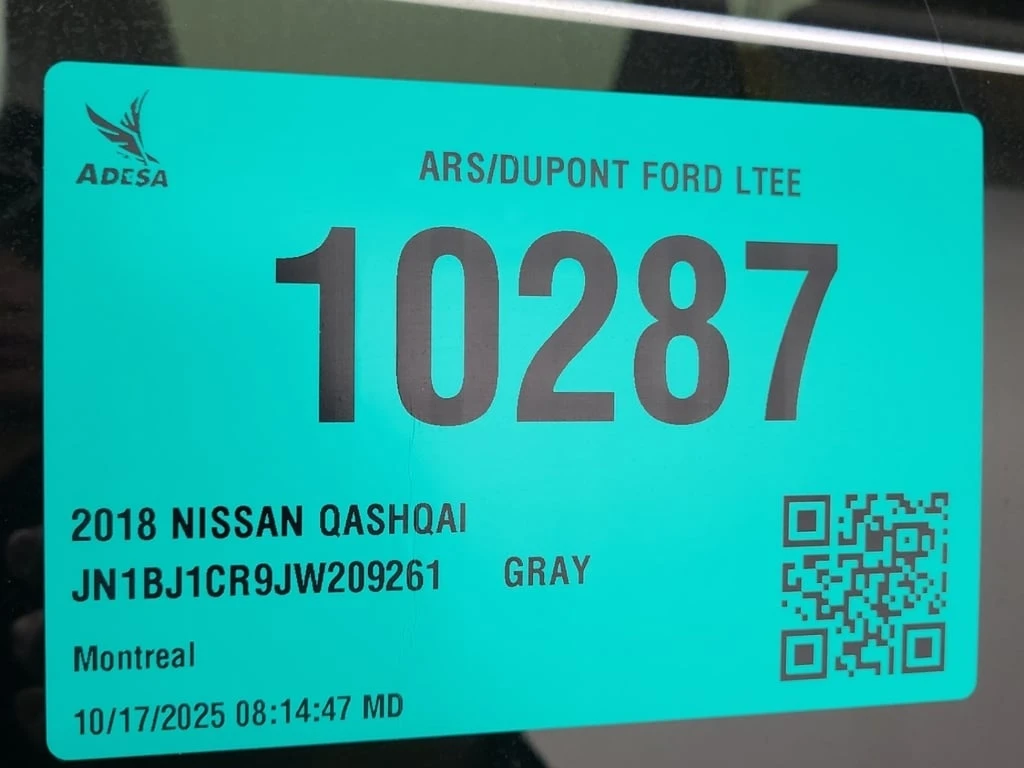 ADESA
ARS/DUPONT FORD LTEE
10287
2018 NISSAN QASHQAI
JN1BJ1CR9JW209261 GRAY
Montreal
10/17/2025 08:14:47 MD